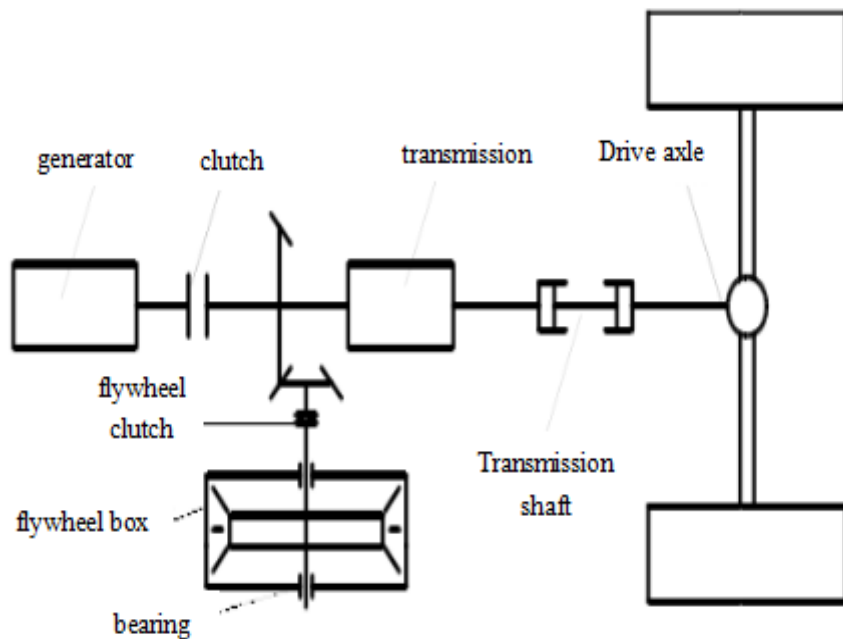 generator
clutch
transmission
Drive axle
flywheel
clutch
Transmission
shaft
flywheel box
bearing